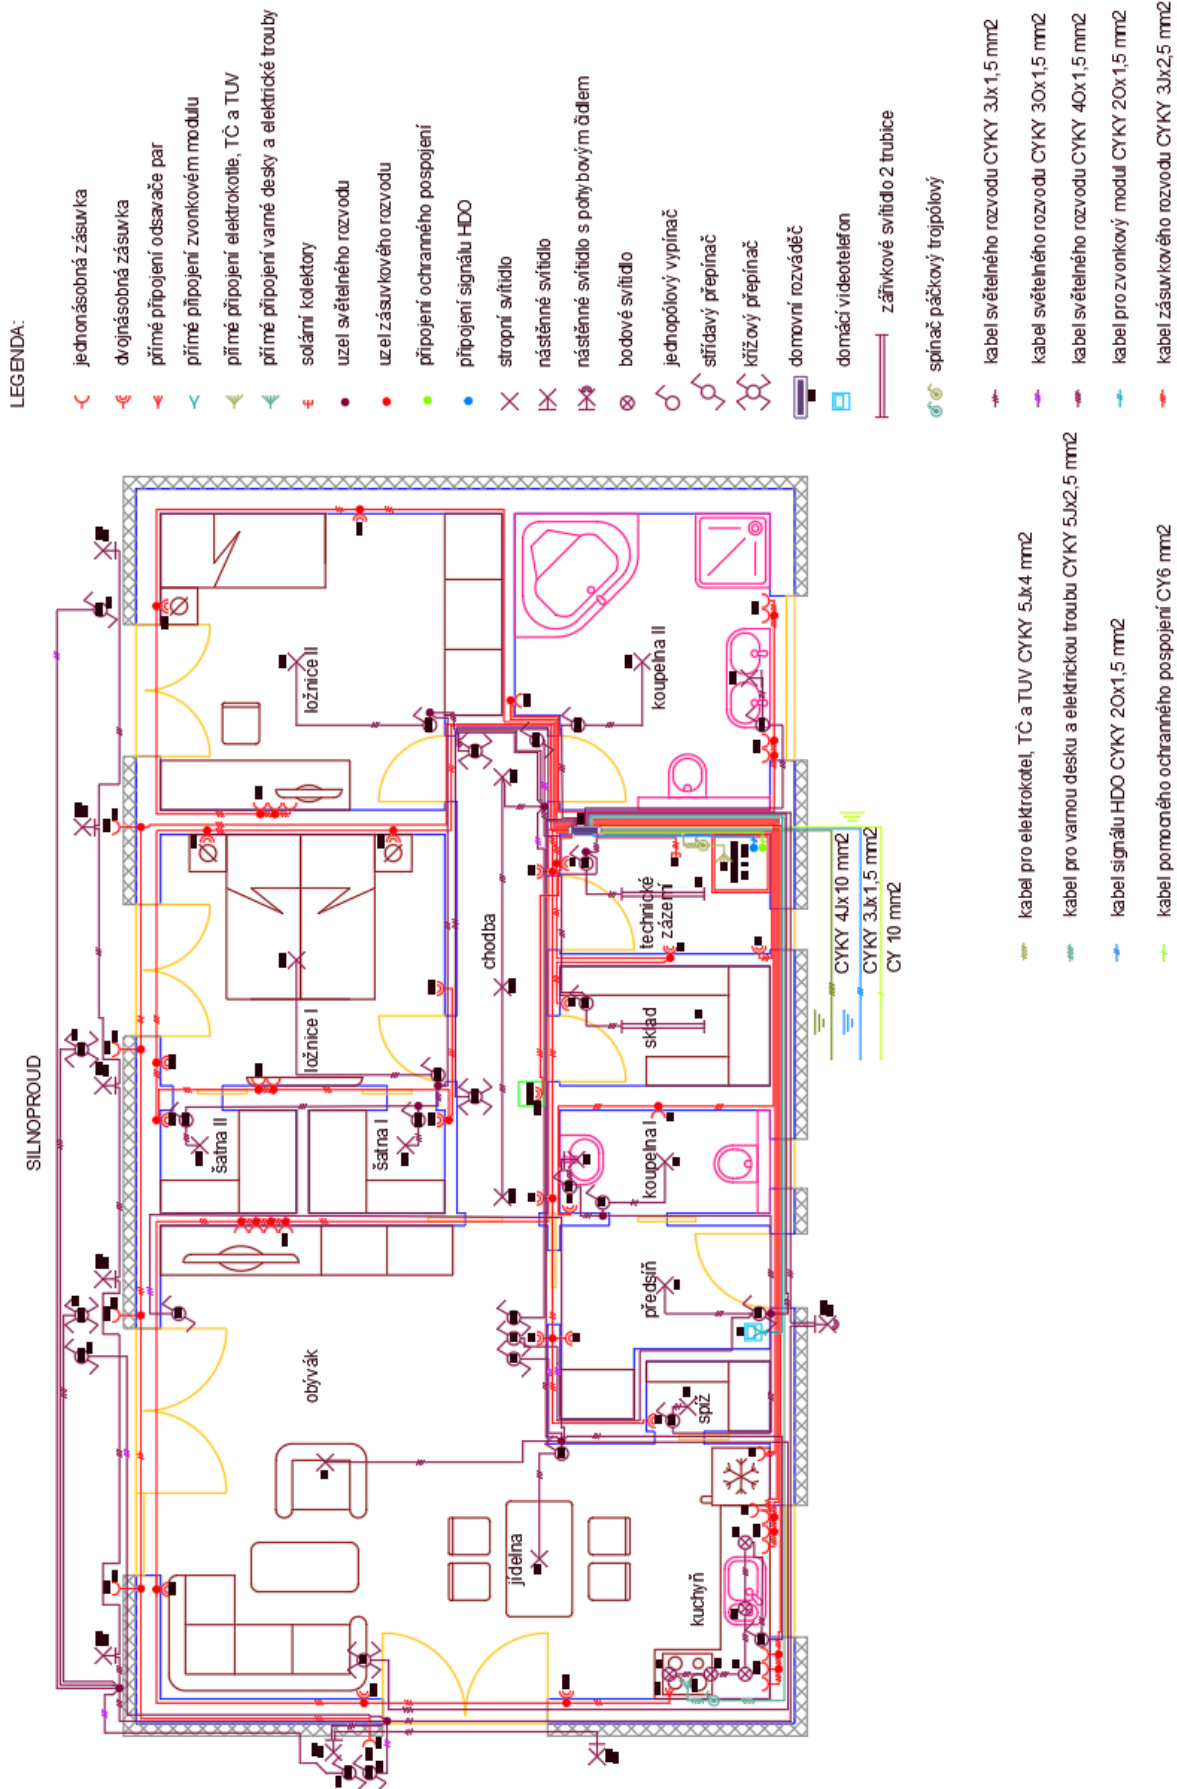 LEGENDA:
jednonásobná zásuvka
dvojnásobná zásuvka
přímé připojení odsavače par
přímé připojení zvonkovém modulu
přímé připojení elektrokotle, TČ a TUV
přímé připojení varné desky a elektrické trouby
solární kolektory
uzel světelného rozvodu
uzel zásuvkového rozvodu
připojení ochranného pospojení
připojení signálu HDO
stropní svítidlo
nástěnné svítidlo
nástěnné svítidlo s pohybovým čidlem
bodové svítidlo
jednopólový vypínač
střídavý přepínač
křížový přepínač
domovní rozváděč
domácí videotelefon
zářivkové svítidlo 2 trubice
spínač páčkový trojpólový
kabel světelného rozvodu CYKY 3Jx1,5 mm2
kabel světelného rozvodu CYKY 3Ox1,5 mm2
kabel světelného rozvodu CYKY 4Ox1,5 mm2
kabel pro zvonkový modul CYKY 2Ox1,5 mm2
kabel zásuvkového rozvodu CYKY 3Jx2,5 mm2
kabel pro elektrokotel, TČ a TUV CYKY 5Jx4 mm2
kabel pro varnou desku a elektrickou troubu CYKY 5Jx2,5 mm2
kabel signálu HDO CYKY 2Ox1,5 mm2
kabel pomocného ochranného pospojení CY6 mm2
SILNOPROUD
ložnice II
koupelna II
ložnice I
chodba
technické
zázemí
sklad
šatna II
šatna I
koupelna I
obývák
předsíň
spíž
jídelna
kuchyň
CYKY 4Jx10 mm2
CYKY 3Jx1,5 mm2
CY 10 mm2